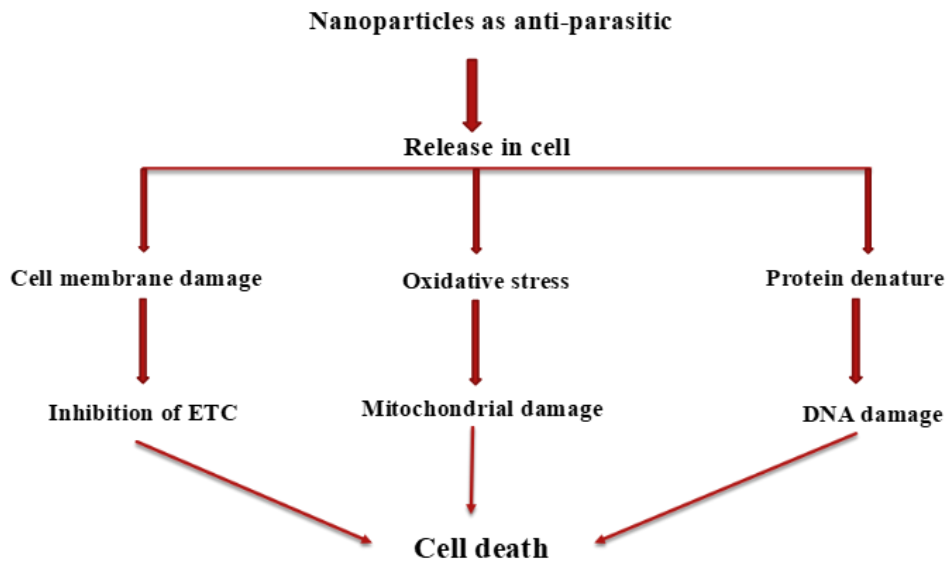 Nanoparticles as anti-parasitic
Release in cell
Cell membrane damage
Oxidative stress
Protein denature
Inhibition of ETC
Mitochondrial damage
DNA damage
Cell death